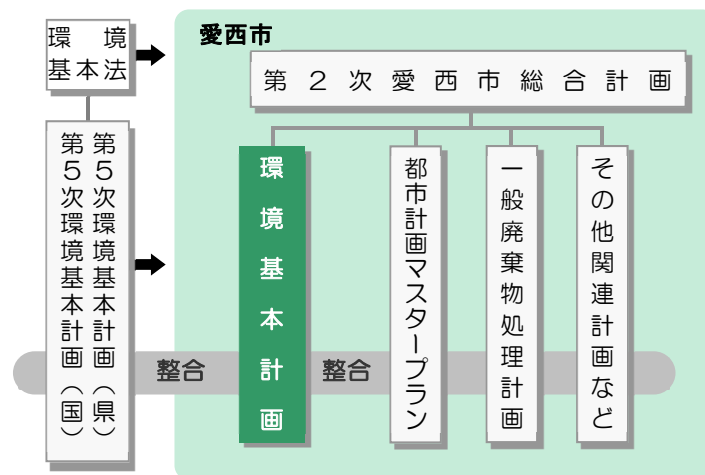 環境
基本法
第５次環境基本計画（県）
第５次環境基本計画（国）
愛西市
第２次愛西市総合計画
環境基本計画
都市計画マスタープラン
一般廃棄物処理計画
その他関連計画など
整合
整合